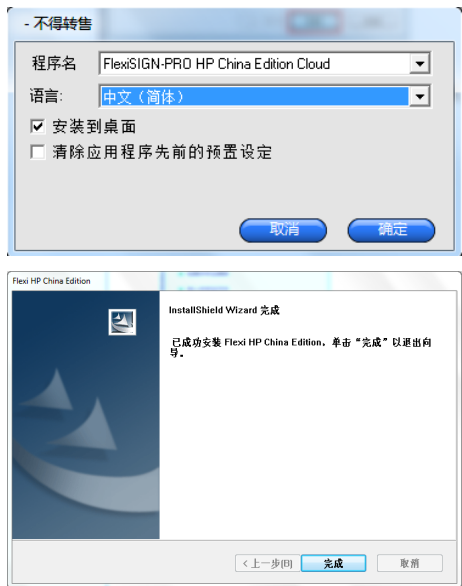 - 不得转售
程序名 FlexiSIGN-PRO HP China Edition Cloud
语言: 中文（简体）
安装到桌面
清除应用程序先前的预置设定
取消 确定
Flexi HP China Edition
InstallShield Wizard 完成
已成功安装 Flexi HP China Edition。单击“完成”以退出向
导。
< 上一步(B) 完成 取消